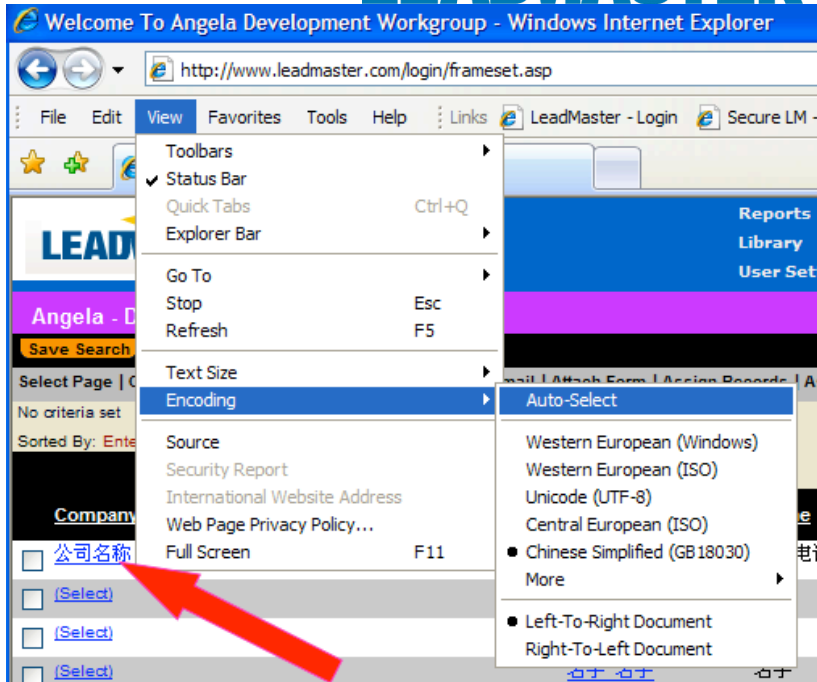 LEADMASTER
Welcome To Angela Development Workgroup - Windows Internet Explorer
http://www.leadmaster.com/login/frameset.asp
File Edit View Favorites Tools Help Links LeadMaster - Login Secure LM -
Toolbars
Status Bar
Quick Tabs Ctrl+Q
Explorer Bar
Go To
Stop Esc
Refresh F5
Text Size
Encoding
Source
Security Report
International Website Address
Web Page Privacy Policy...
Full Screen F11
Auto-Select
Western European (Windows)
Western European (ISO)
Unicode (UTF-8)
Central European (ISO)
Chinese Simplified (GB18030)
More
Left-To-Right Document
Right-To-Left Document
LEAD
Reports
Library
User Set
Angela - D
Save Search
Select Page |
No criteria set
Sorted By: Ente
Company
公司名称
(Select)
(Select)
(Select)